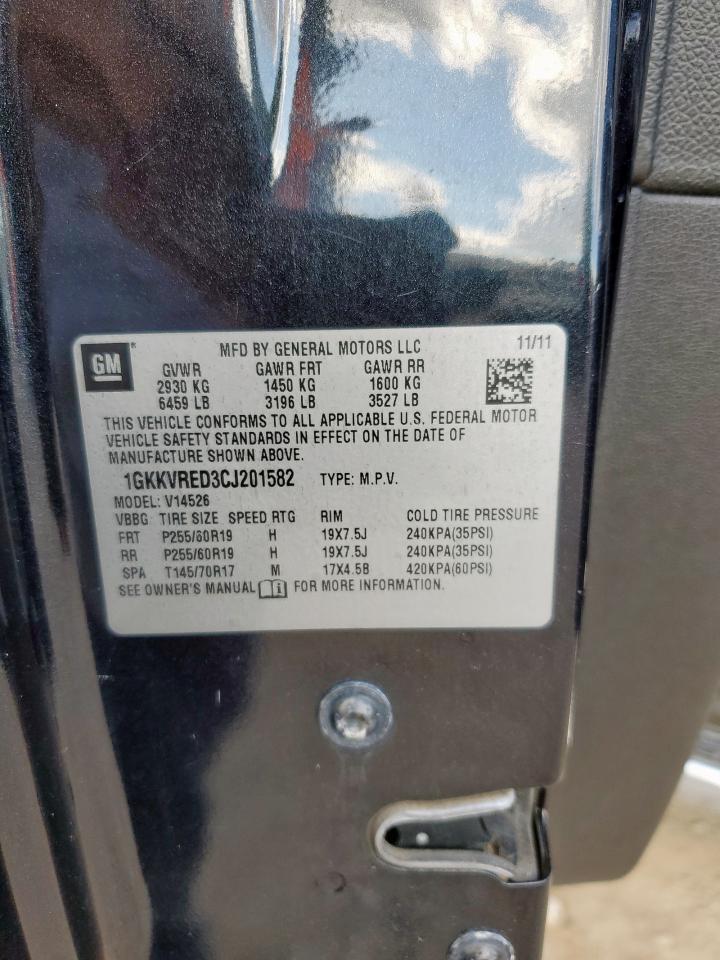 GM ® MFD BY GENERAL MOTORS LLC 11/11
GVWR GAWR FRT GAWR RR
2930 KG 1450 KG 1600 KG
6459 LB 3196 LB 3527 LB
THIS VEHICLE CONFORMS TO ALL APPLICABLE U.S. FEDERAL MOTOR
VEHICLE SAFETY STANDARDS IN EFFECT ON THE DATE OF
MANUFACTURE SHOWN ABOVE.
1GKKVRED3CJ201582 TYPE: M.P.V.
MODEL: V14526
VBBG TIRE SIZE SPEED RTG RIM COLD TIRE PRESSURE
FRT P255/60R19 H 19X7.5J 240KPA(35PSI)
RR P255/60R19 H 19X7.5J 240KPA(35PSI)
SPA T145/70R17 M 17X4.5B 420KPA(60PSI)
SEE OWNER'S MANUAL i FOR MORE INFORMATION.